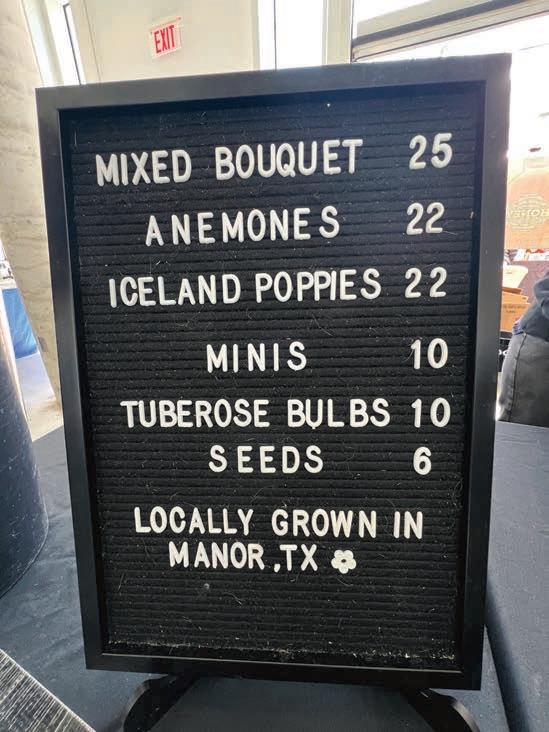 EXIT
MIXED BOUQUET 25
ANEMONES 22
ICELAND POPPIES 22
MINIS 10
TUBEROSE BULBS 10
SEEDS 6
LOCALLY GROWN IN
MANOR, TX